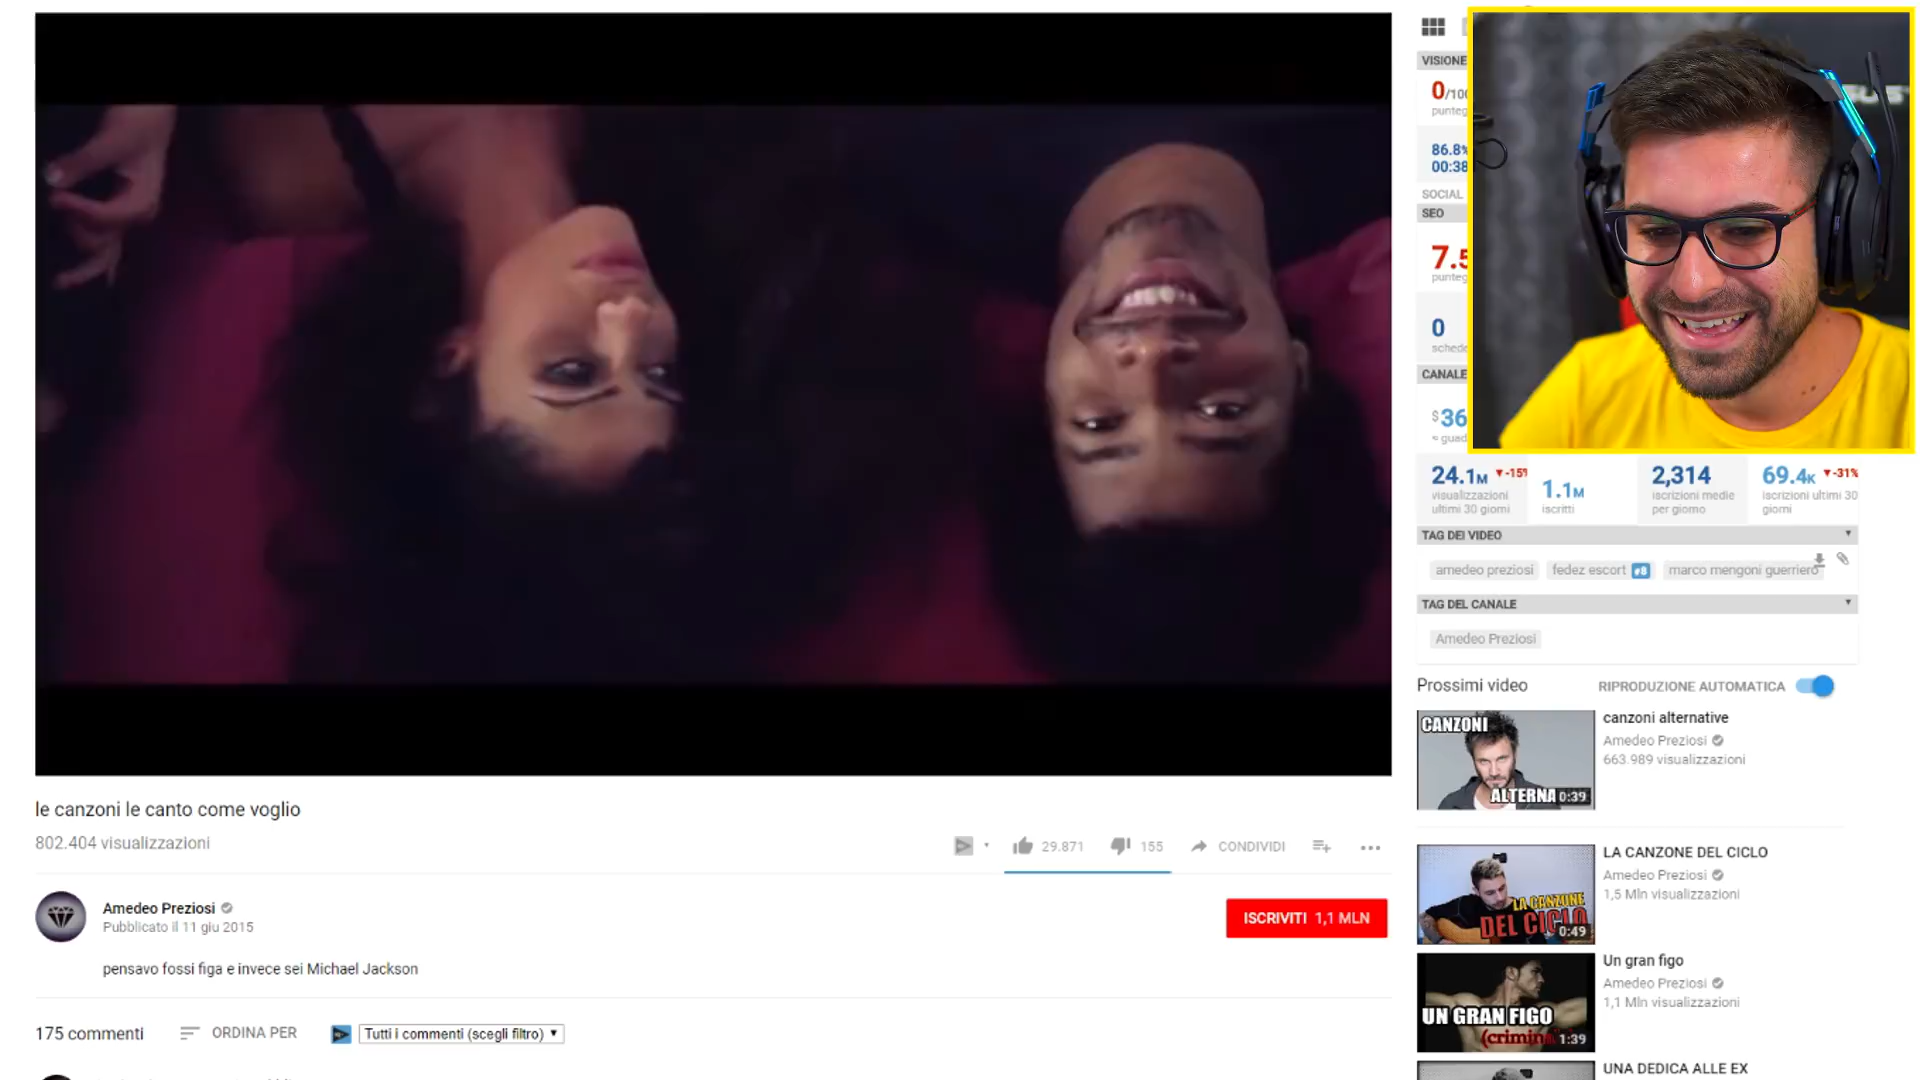 VISIONE
0/100
punteg
86.8%
00:38
SOCIAL
SEO
7.5
punteg
0
schede
CANALE
$36
≈ guad
24.1M ▼-15%
visualizzazioni
ultimi 30 giorni
1.1M
iscritti
2,314
iscrizioni medie
per giorno
69.4K ▼-31%
iscrizioni ultimi 30
giorni
TAG DEI VIDEO
amedeo preziosi fedez escort #8 marco mengoni guerriero
TAG DEL CANALE
Amedeo Preziosi
Prossimi video RIPRODUZIONE AUTOMATICA
CANZONI
ALTERNA 0:39
canzoni alternative
Amedeo Preziosi
663.989 visualizzazioni
LA CANZONE
DEL CICLO
0:49
LA CANZONE DEL CICLO
Amedeo Preziosi
1,5 Mln visualizzazioni
UN GRAN FIGO
(crimin 1:39
Un gran figo
Amedeo Preziosi
1,1 Mln visualizzazioni
UNA DEDICA ALLE EX
le canzoni le canto come voglio
802.404 visualizzazioni
29.871 155 CONDIVIDI
Amedeo Preziosi
Pubblicato il 11 giu 2015
ISCRIVITI 1,1 MLN
pensavo fossi figa e invece sei Michael Jackson
175 commenti ORDINA PER Tutti i commenti (scegli filtro)